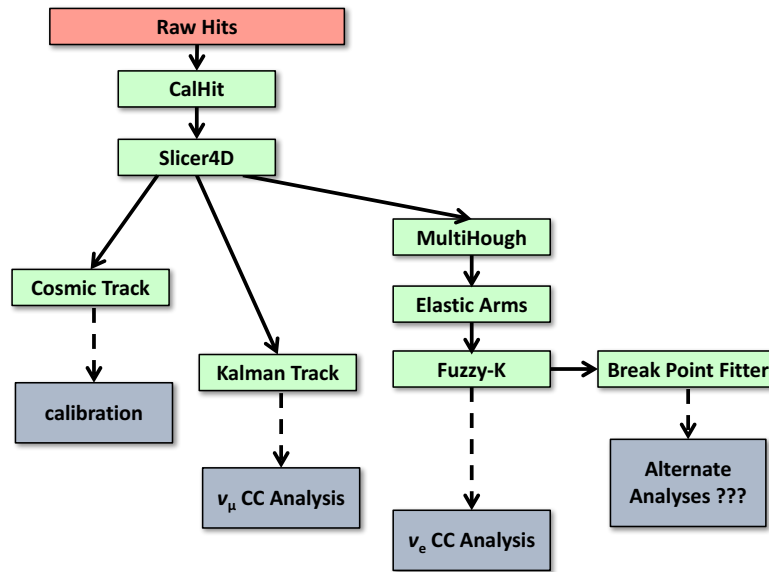 Raw Hits
CalHit
Slicer4D
MultiHough
Cosmic Track
Elastic Arms
Kalman Track
Fuzzy-K
Break Point Fitter
calibration
νμ CC Analysis
νe CC Analysis
Alternate
Analyses ???